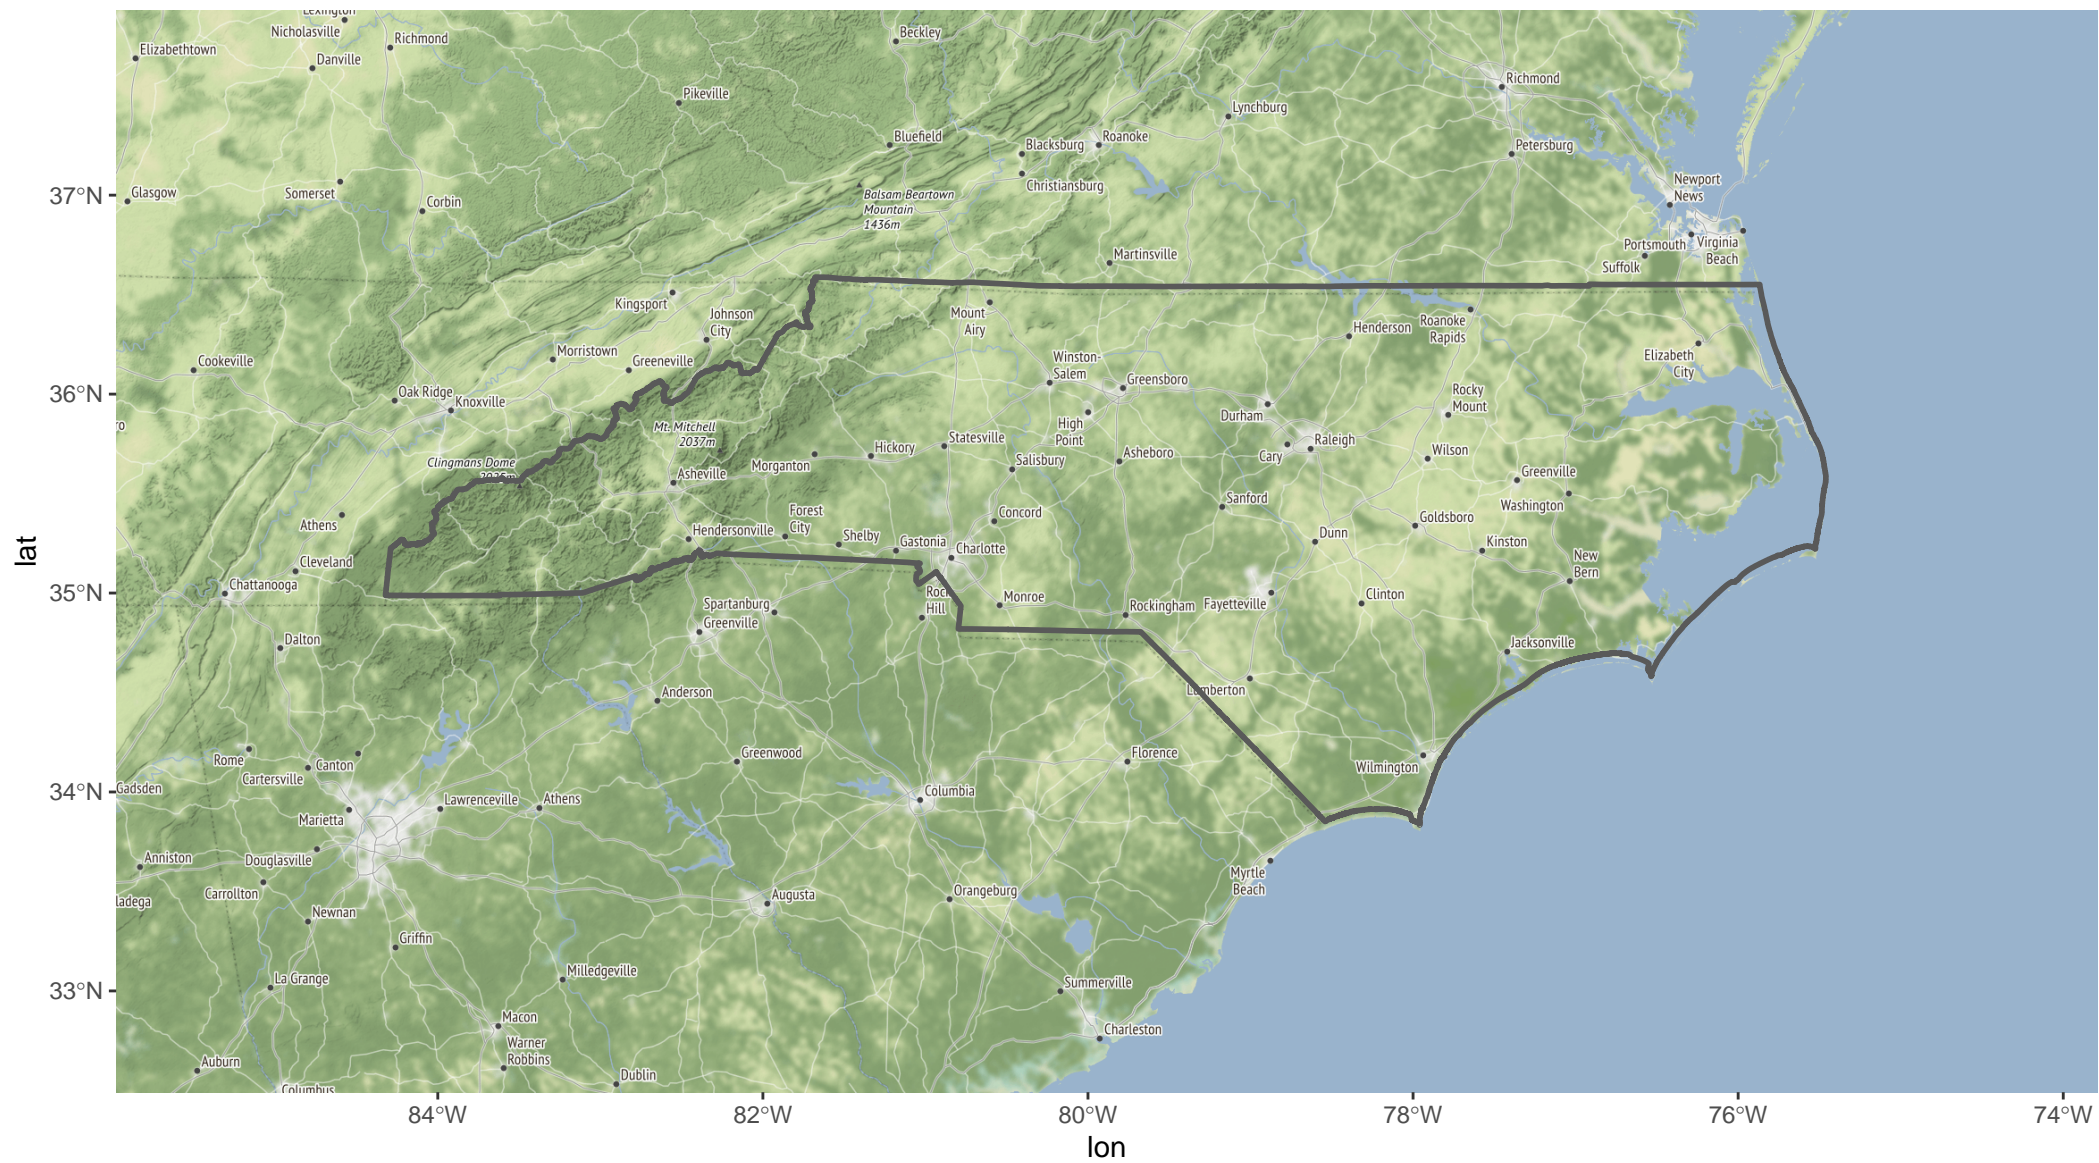 Lexington
Nicholasville
Richmond
Beckley
Elizabethtown
Danville
Pikeville
Richmond
Lynchburg
Bluefield
Blacksburg
Roanoke
Petersburg
Christiansburg
Newport
News
Glasgow
Somerset
Corbin
Balsam Beartown
Mountain
1436m
37°N
Portsmouth
Virginia
Beach
Suffolk
Martinsville
Kingsport
Johnson
City
Mount
Airy
Henderson
Roanoke
Rapids
Cookeville
Morristown
Greeneville
Winston-
Salem
Greensboro
Elizabeth
City
36°N
Oak Ridge
Knoxville
Rocky
Mount
Durham
High
Point
ro
Mt. Mitchell
2037m
Hickory
Statesville
Asheboro
Raleigh
Cary
Wilson
Clingmans Dome
Morganton
Salisbury
Asheville
Greenville
Washington
Sanford
Athens
Forest
City
Concord
Goldsboro
Hendersonville
Shelby
Gastonia
Charlotte
Dunn
Kinston
lat
Cleveland
New
Bern
Chattanooga
35°N
Rock
Hill
Monroe
Spartanburg
Rockingham
Fayetteville
Clinton
Greenville
Dalton
Jacksonville
Anderson
Lumberton
Rome
Canton
Cartersville
Greenwood
Florence
Wilmington
34°N
Gadsden
Lawrenceville
Athens
Columbia
Marietta
Anniston
Douglasville
Myrtle
Beach
Carrollton
ladega
Augusta
Orangeburg
Newnan
Griffin
La Grange
Milledgeville
Summerville
33°N
Macon
Charleston
Warner
Robbins
Auburn
Dublin
Columbus
84°W
82°W
80°W
78°W
76°W
74°W
lon